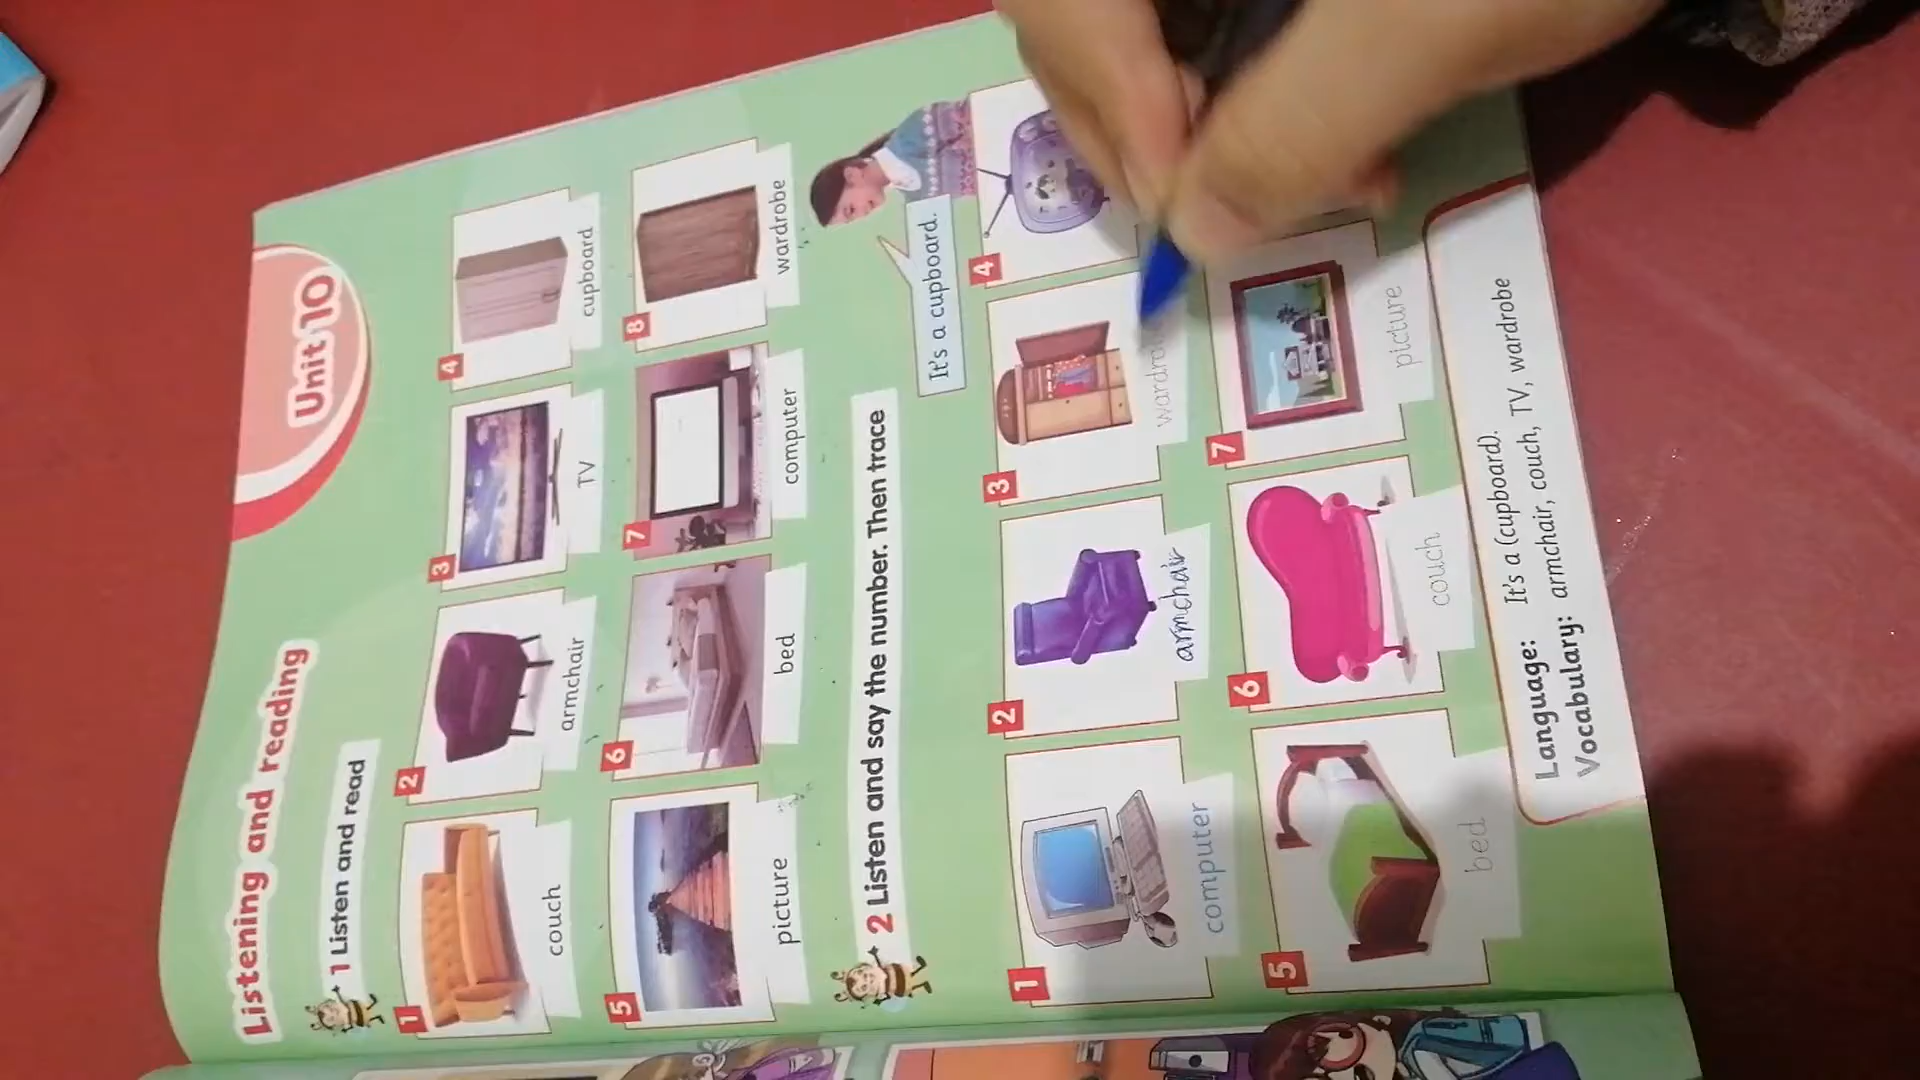 Unit 10
Listening and reading
1 Listen and read
1
2
3
4
couch
armchair
TV
cupboard
5
6
7
8
picture
bed
computer
wardrobe
2 Listen and say the number. Then trace
It's a cupboard.
1
2
3
4
computer
armchair
5
6
7
bed
couch
picture
Language: It's a (cupboard).
Vocabulary: armchair, couch, TV, wardrobe